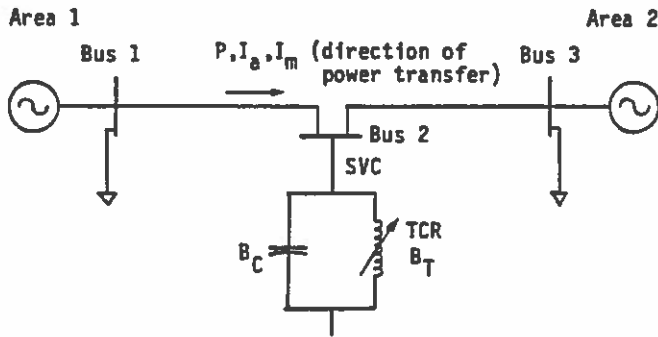 Area 1
Area 2
Bus 1
P,I_a,I_m (direction of
power transfer)
Bus 3
Bus 2
SVC
B_C
TCR
B_T